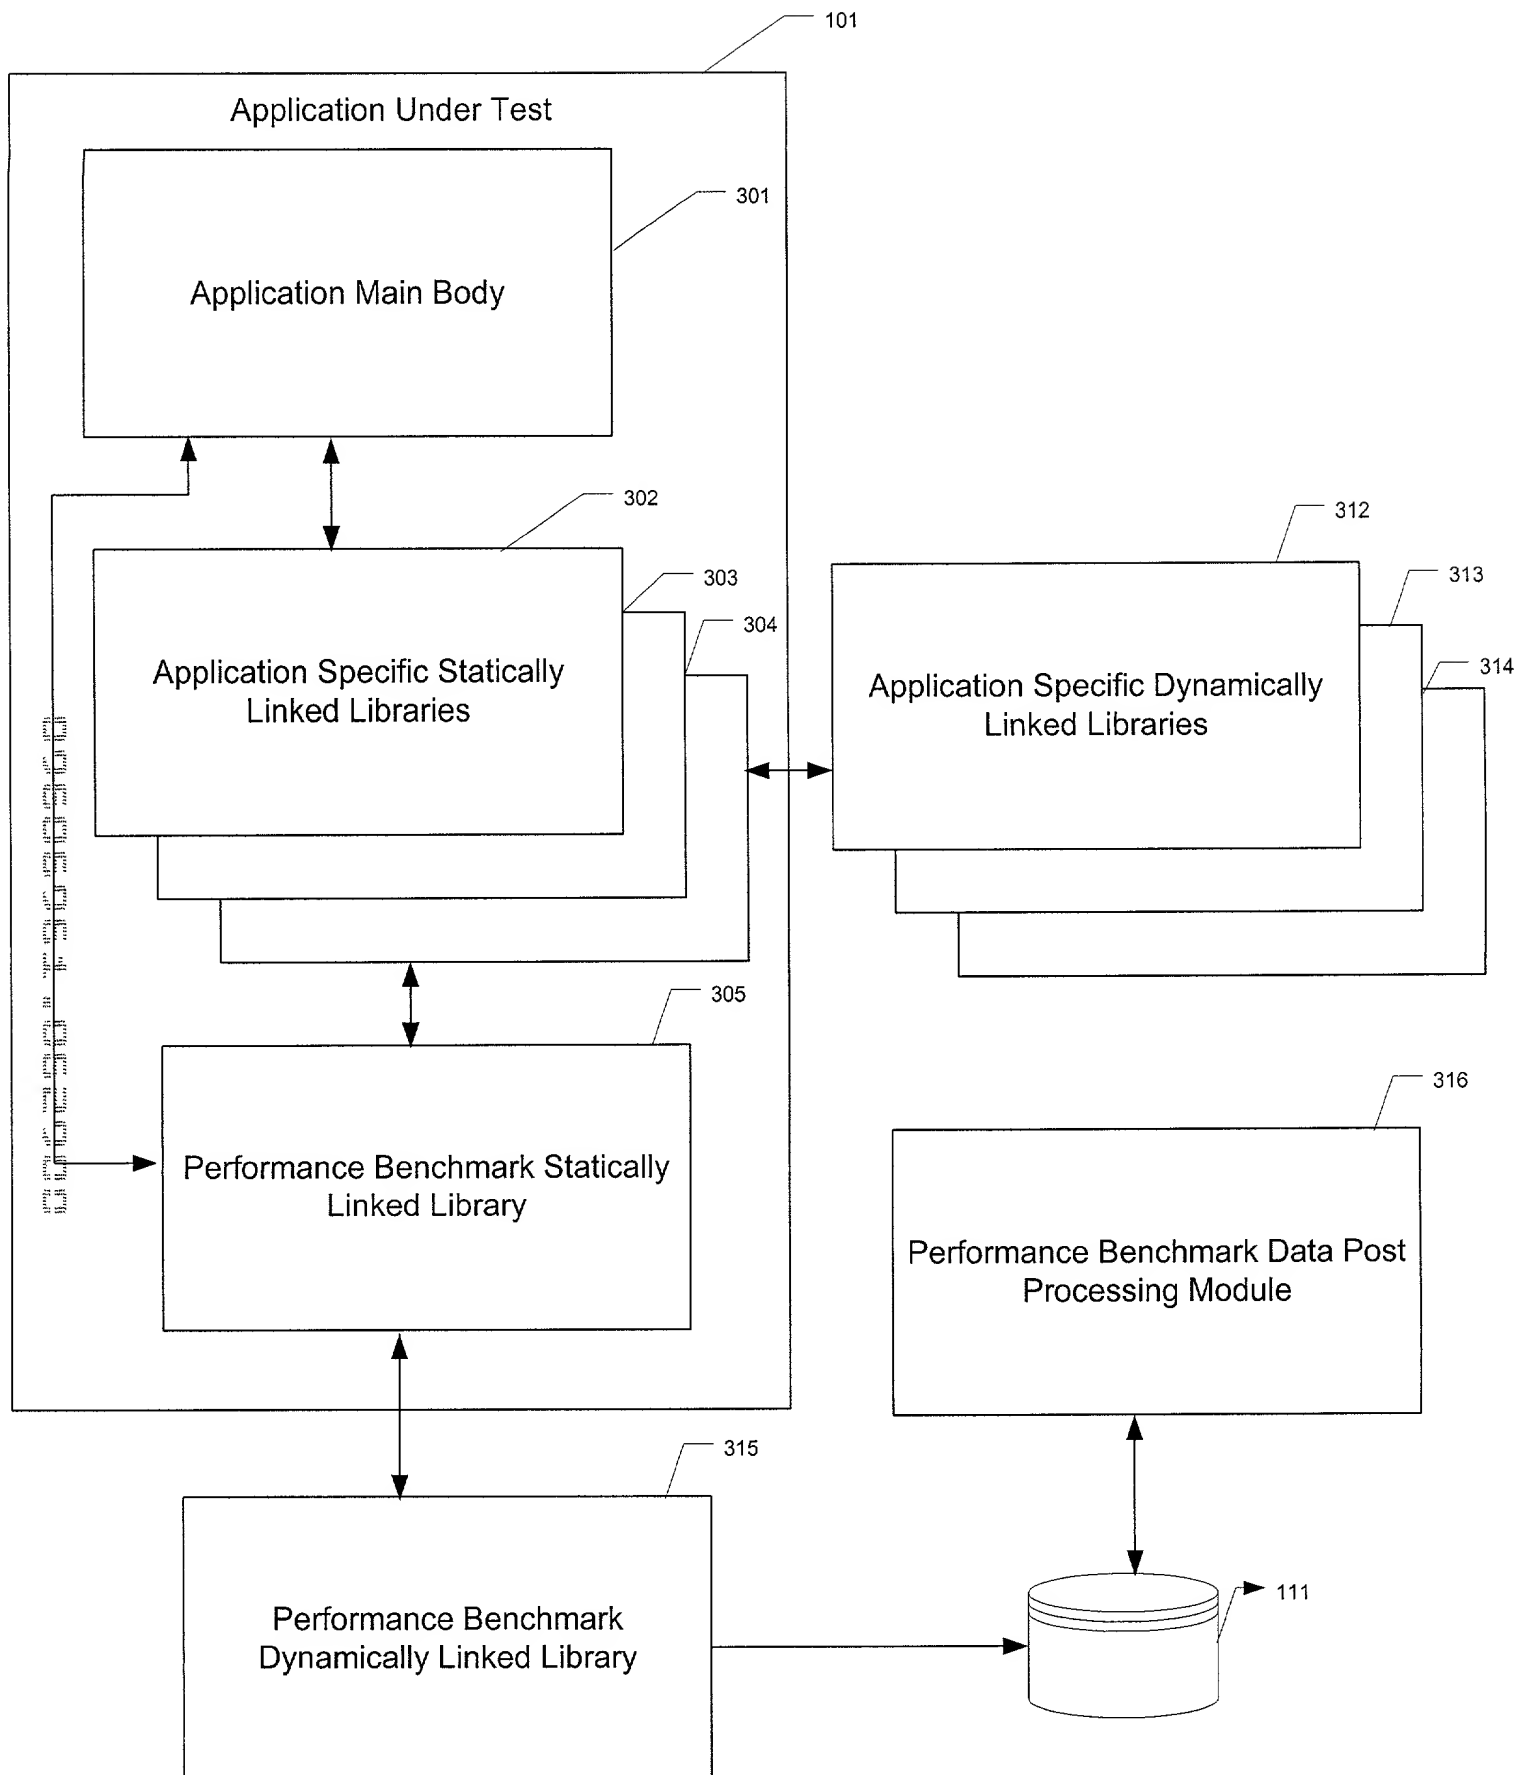 101
Application Under Test
301
Application Main Body
302
303
304
Application Specific Statically
Linked Libraries
312
313
314
Application Specific Dynamically
Linked Libraries
305
Performance Benchmark Statically
Linked Library
316
Performance Benchmark Data Post
Processing Module
315
Performance Benchmark
Dynamically Linked Library
111